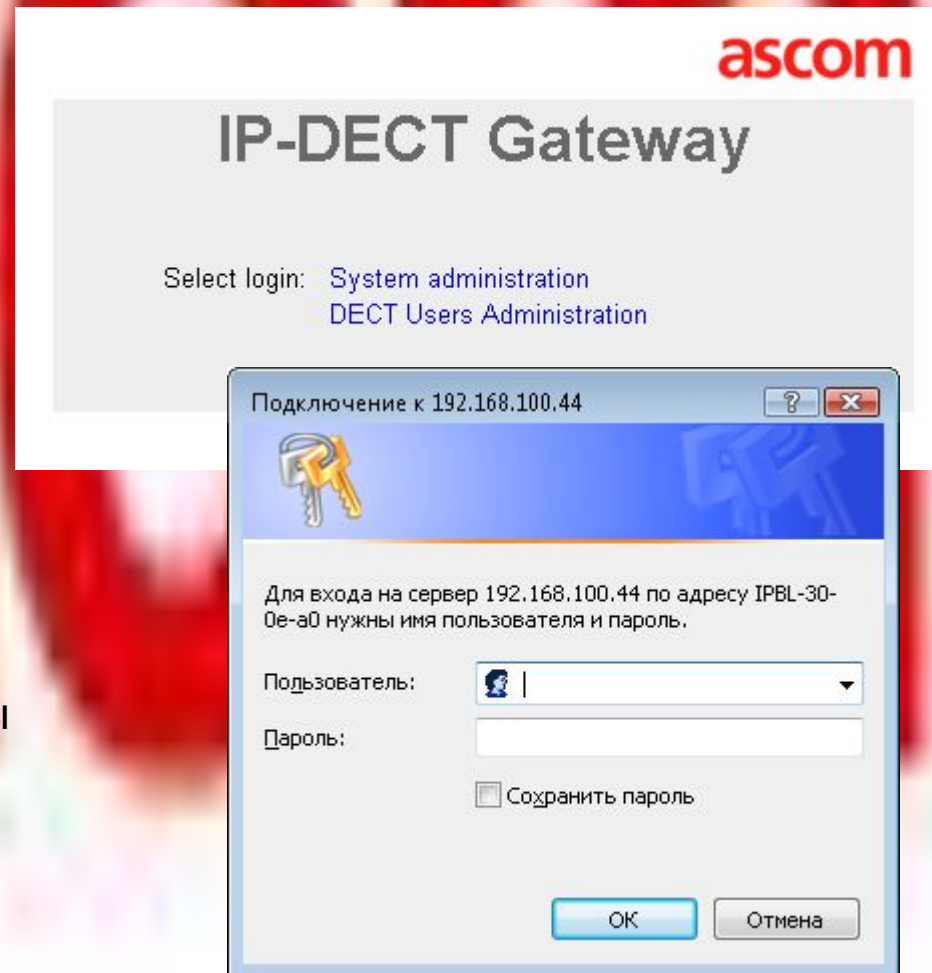 ascom
IP-DECT Gateway
Select login: System administration
DECT Users Administration
Подключение к 192.168.100.44
Для входа на сервер 192.168.100.44 по адресу IPBL-30-
0e-a0 нужны имя пользователя и пароль.
Пользователь:
Пароль:
Сохранить пароль
ОК Отмена